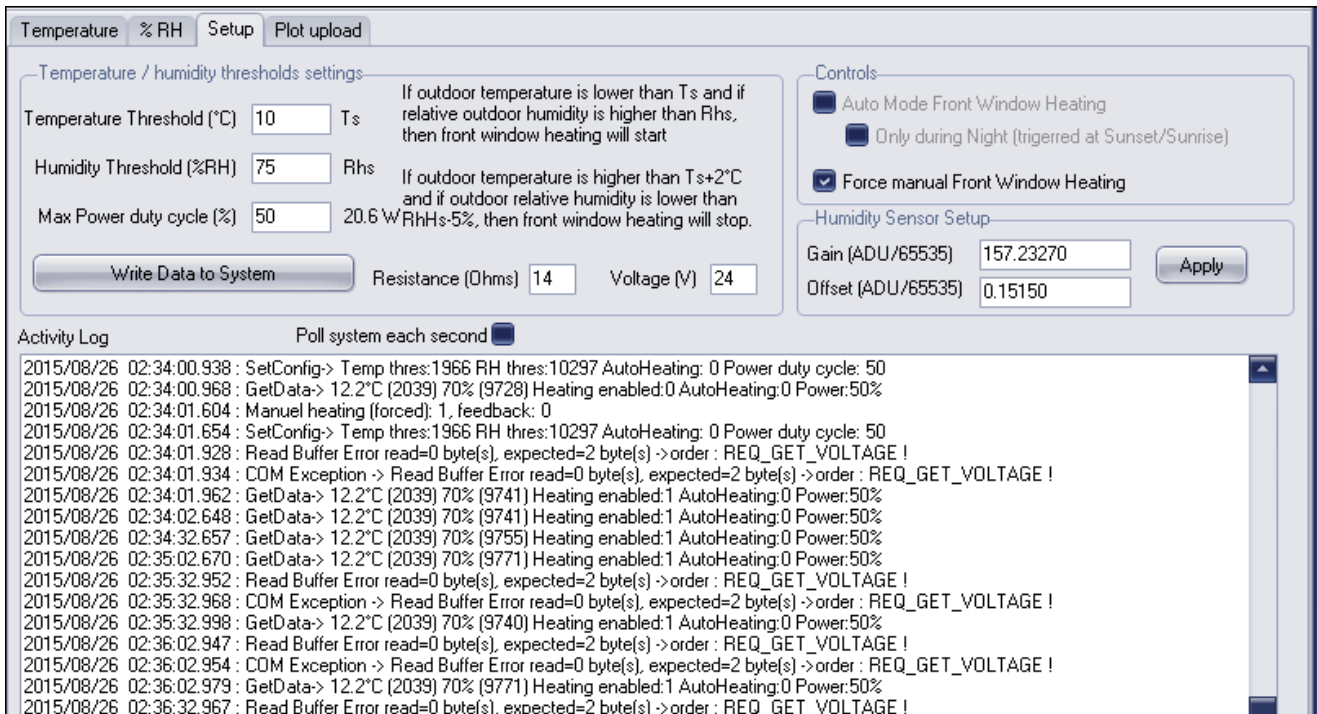 Temperature % RH Setup Plot upload
Temperature / humidity thresholds settings
Temperature Threshold (°C) 10 Ts
Humidity Threshold (%RH) 75 Rhs
Max Power duty cycle (%) 50 20.6 W
If outdoor temperature is lower than Ts and if
relative outdoor humidity is higher than Rhs,
then front window heating will start
If outdoor temperature is higher than Ts+2°C
and if outdoor relative humidity is lower than
RhHs-5%, then front window heating will stop.
Write Data to System
Resistance (Ohms) 14 Voltage (V) 24
Controls
Auto Mode Front Window Heating
Only during Night (trigerred at Sunset/Sunrise)
Force manual Front Window Heating
Humidity Sensor Setup
Gain (ADU/65535) 157.23270
Offset (ADU/65535) 0.15150
Apply
Activity Log Poll system each second
2015/08/26 02:34:00.938 : SetConfig-> Temp thres:1966 RH thres:10297 AutoHeating: 0 Power duty cycle: 50
2015/08/26 02:34:00.968 : GetData-> 12.2°C (2039) 70% (9728) Heating enabled:0 AutoHeating:0 Power:50%
2015/08/26 02:34:01.604 : Manuel heating (forced): 1, feedback: 0
2015/08/26 02:34:01.654 : SetConfig-> Temp thres:1966 RH thres:10297 AutoHeating: 0 Power duty cycle: 50
2015/08/26 02:34:01.928 : Read Buffer Error read=0 byte(s), expected=2 byte(s) ->order : REQ_GET_VOLTAGE !
2015/08/26 02:34:01.934 : COM Exception -> Read Buffer Error read=0 byte(s), expected=2 byte(s) ->order : REQ_GET_VOLTAGE !
2015/08/26 02:34:01.962 : GetData-> 12.2°C (2039) 70% (9741) Heating enabled:1 AutoHeating:0 Power:50%
2015/08/26 02:34:02.648 : GetData-> 12.2°C (2039) 70% (9741) Heating enabled:1 AutoHeating:0 Power:50%
2015/08/26 02:34:32.657 : GetData-> 12.2°C (2039) 70% (9755) Heating enabled:1 AutoHeating:0 Power:50%
2015/08/26 02:35:02.670 : GetData-> 12.2°C (2039) 70% (9771) Heating enabled:1 AutoHeating:0 Power:50%
2015/08/26 02:35:32.952 : Read Buffer Error read=0 byte(s), expected=2 byte(s) ->order : REQ_GET_VOLTAGE !
2015/08/26 02:35:32.968 : COM Exception -> Read Buffer Error read=0 byte(s), expected=2 byte(s) ->order : REQ_GET_VOLTAGE !
2015/08/26 02:35:32.998 : GetData-> 12.2°C (2039) 70% (9740) Heating enabled:1 AutoHeating:0 Power:50%
2015/08/26 02:36:02.947 : Read Buffer Error read=0 byte(s), expected=2 byte(s) ->order : REQ_GET_VOLTAGE !
2015/08/26 02:36:02.954 : COM Exception -> Read Buffer Error read=0 byte(s), expected=2 byte(s) ->order : REQ_GET_VOLTAGE !
2015/08/26 02:36:02.979 : GetData-> 12.2°C (2039) 70% (9771) Heating enabled:1 AutoHeating:0 Power:50%
2015/08/26 02:36:32.967 : Read Buffer Error read=0 byte(s), expected=2 byte(s) ->order : REQ_GET_VOLTAGE !